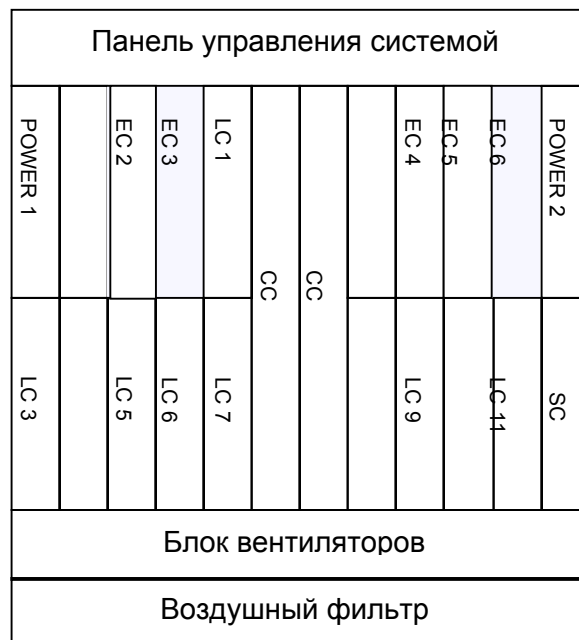 Панель управления системой
POWER 1
EC 2
EC 3
LC 1
CC
CC
EC 4
EC 5
EC 6
POWER 2
LC 3
LC 5
LC 6
LC 7
LC 9
LC 11
SC
Блок вентиляторов
Воздушный фильтр